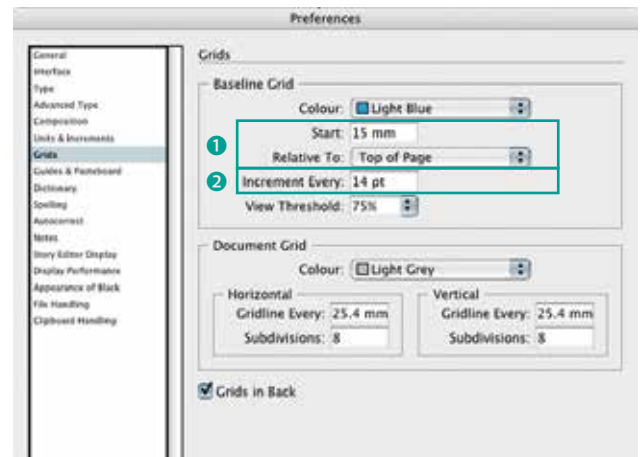 Preferences
General
Interface
Type
Advanced Type
Composition
Units & Increments
Grids
Guides & Pasteboard
Dictionary
Spelling
Autocorrect
Notes
Story Editor Display
Display Performance
Appearance of Black
File Handling
Clipboard Handling
Grids
Baseline Grid
Colour: Light Blue
1 Start: 15 mm
Relative To: Top of Page
2 Increment Every: 14 pt
View Threshold: 75%
Document Grid
Colour: Light Grey
Horizontal Vertical
Gridline Every: 25.4 mm Gridline Every: 25.4 mm
Subdivisions: 8 Subdivisions: 8
Grids in Back